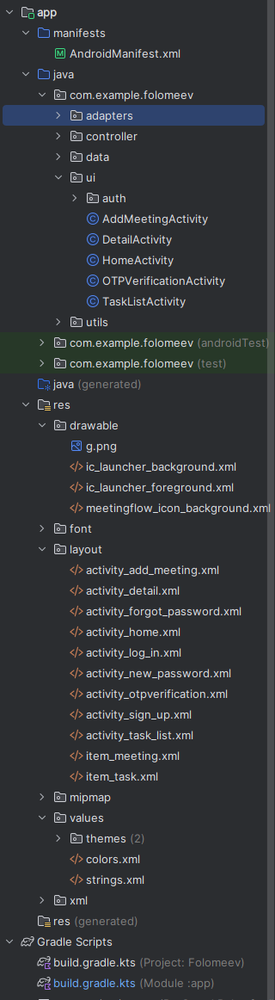 app
manifests
AndroidManifest.xml
java
com.example.folomeev
adapters
controller
data
ui
auth
AddMeetingActivity
DetailActivity
HomeActivity
OTPVerificationActivity
TaskListActivity
utils
com.example.folomeev (androidTest)
com.example.folomeev (test)
java (generated)
res
drawable
g.png
ic_launcher_background.xml
ic_launcher_foreground.xml
meetingflow_icon_background.xml
font
layout
activity_add_meeting.xml
activity_detail.xml
activity_forgot_password.xml
activity_home.xml
activity_log_in.xml
activity_new_password.xml
activity_otpverification.xml
activity_sign_up.xml
activity_task_list.xml
item_meeting.xml
item_task.xml
mipmap
values
themes (2)
colors.xml
strings.xml
xml
res (generated)
Gradle Scripts
build.gradle.kts (Project: Folomeev)
build.gradle.kts (Module :app)